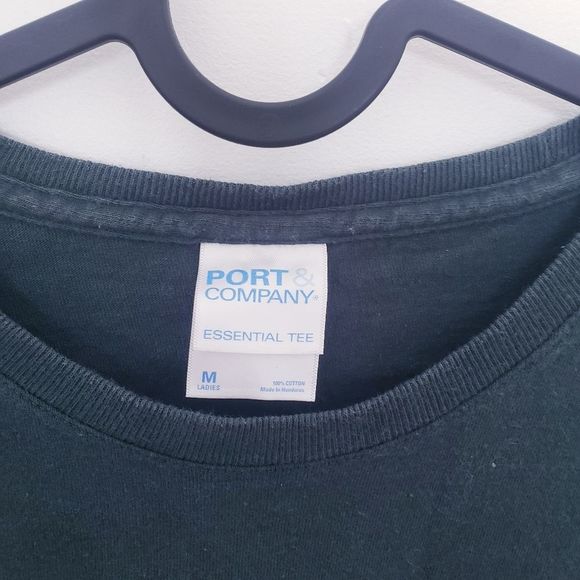 PORT &
COMPANY®
ESSENTIAL TEE
M
LADIES
100% COTTON
Made in Honduras